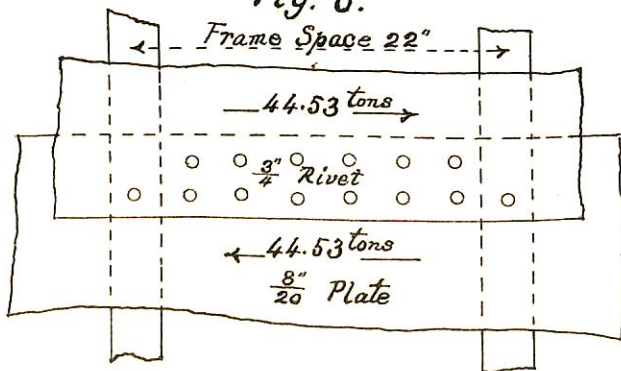 Fig. 6.
Frame Space 22"
44.53 tons
3/4" Rivet
44.53 tons
8/20" Plate